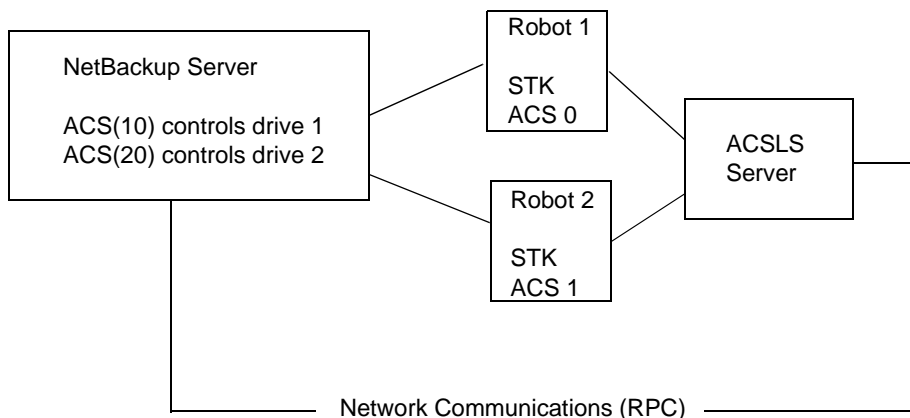 NetBackup Server
ACS(10) controls drive 1
ACS(20) controls drive 2
Robot 1
STK
ACS 0
Robot 2
STK
ACS 1
ACSLS
Server
Network Communications (RPC)